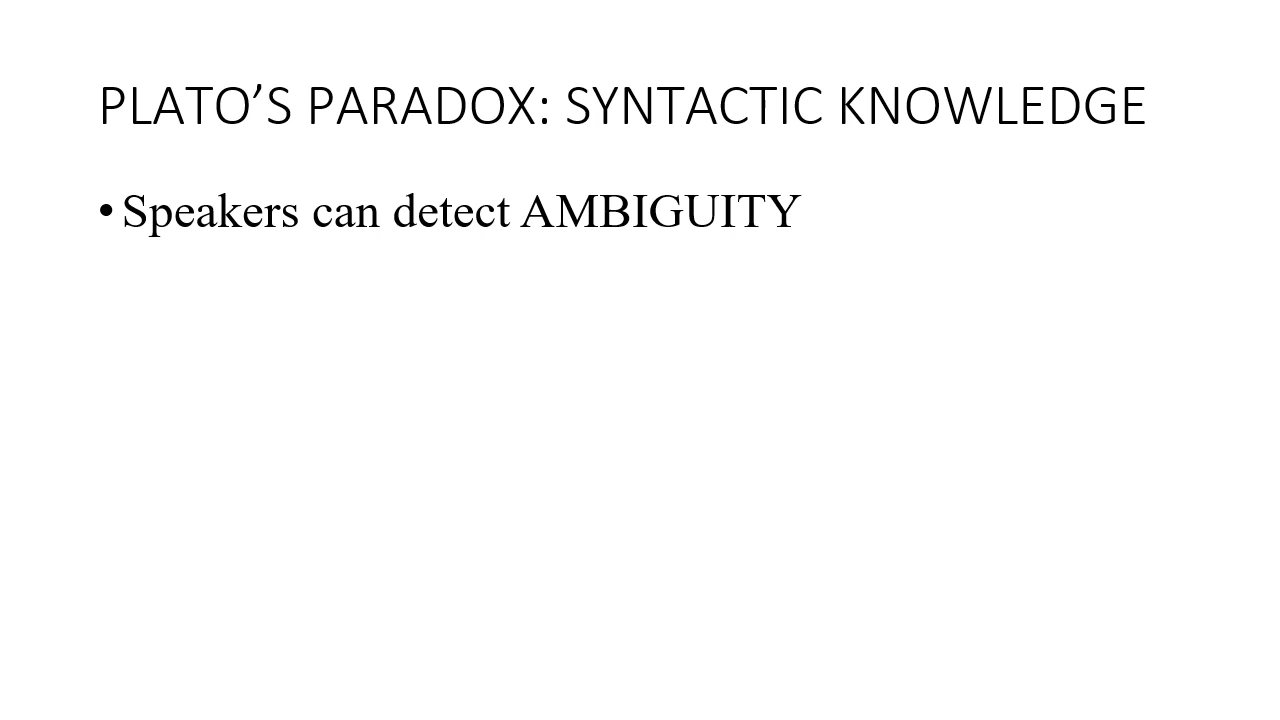 PLATO’S PARADOX: SYNTACTIC KNOWLEDGE
• Speakers can detect AMBIGUITY